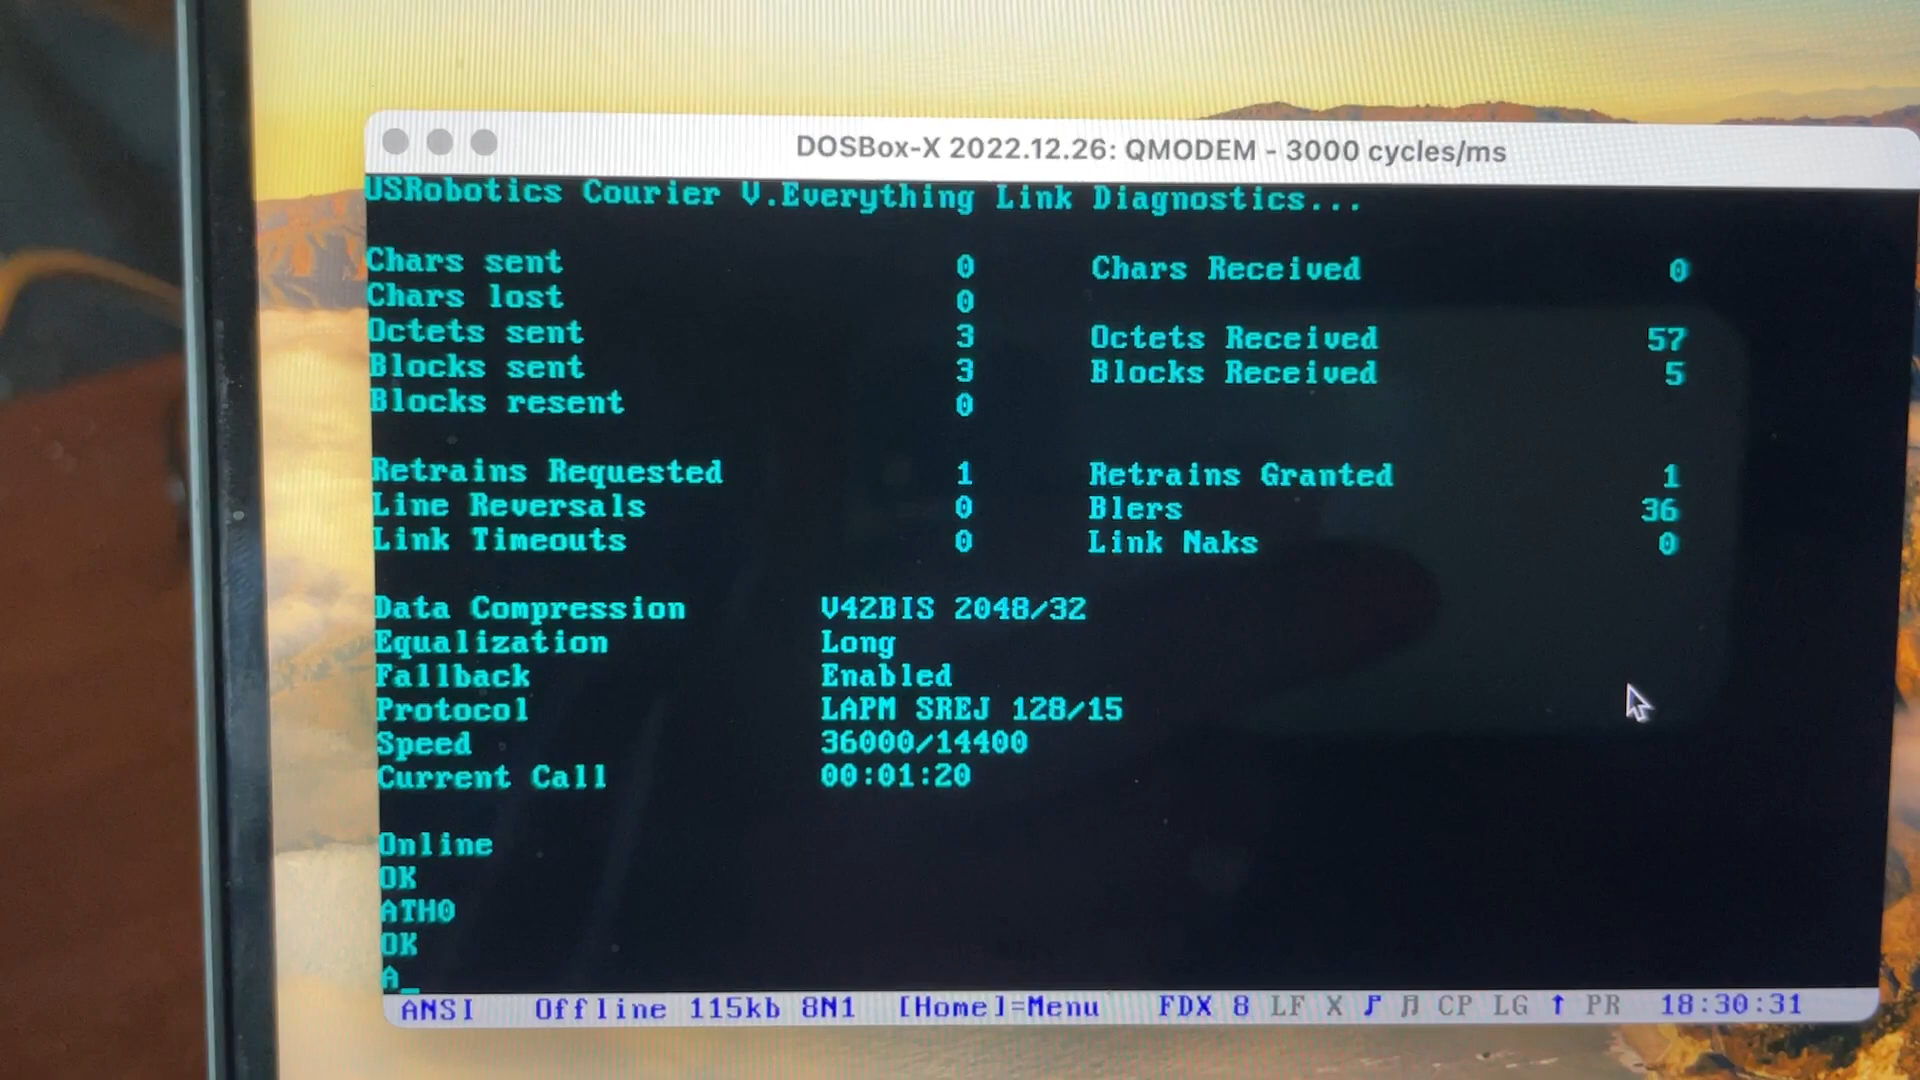 DOSBox-X 2022.12.26: QMODEM - 3000 cycles/ms
USRobotics Courier V.Everything Link Diagnostics...
Chars sent 0 Chars Received 0
Chars lost 0
Octets sent 3 Octets Received 57
Blocks sent 3 Blocks Received 5
Blocks resent 0
Retrains Requested 1 Retrains Granted 1
Line Reversals 0 Blers 36
Link Timeouts 0 Link Naks 0
Data Compression V42BIS 2048/32
Equalization Long
Fallback Enabled
Protocol LAPM SREJ 128/15
Speed 36000/14400
Current Call 00:01:20
Online
OK
ATH0
OK
A_
ANSI Offline 115kb 8N1 [Home]=Menu FDX 8 LF X ♪ ♫ CP LG ↑ PR 18:30:31